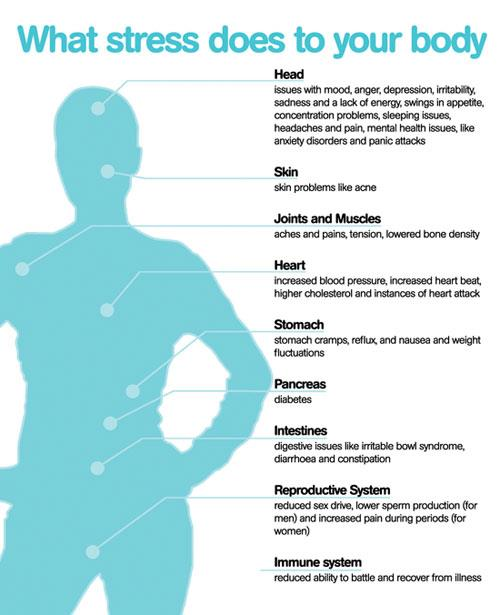 What stress does to your body
Head
issues with mood, anger, depression, irritability,
sadness and a lack of energy, swings in appetite,
concentration problems, sleeping issues,
headaches and pain, mental health issues, like
anxiety disorders and panic attacks
Skin
skin problems like acne
Joints and Muscles
aches and pains, tension, lowered bone density
Heart
increased blood pressure, increased heart beat,
higher cholesterol and instances of heart attack
Stomach
stomach cramps, reflux, and nausea and weight
fluctuations
Pancreas
diabetes
Intestines
digestive issues like irritable bowl syndrome,
diarrhoea and constipation
Reproductive System
reduced sex drive, lower sperm production (for
men) and increased pain during periods (for
women)
Immune system
reduced ability to battle and recover from illness